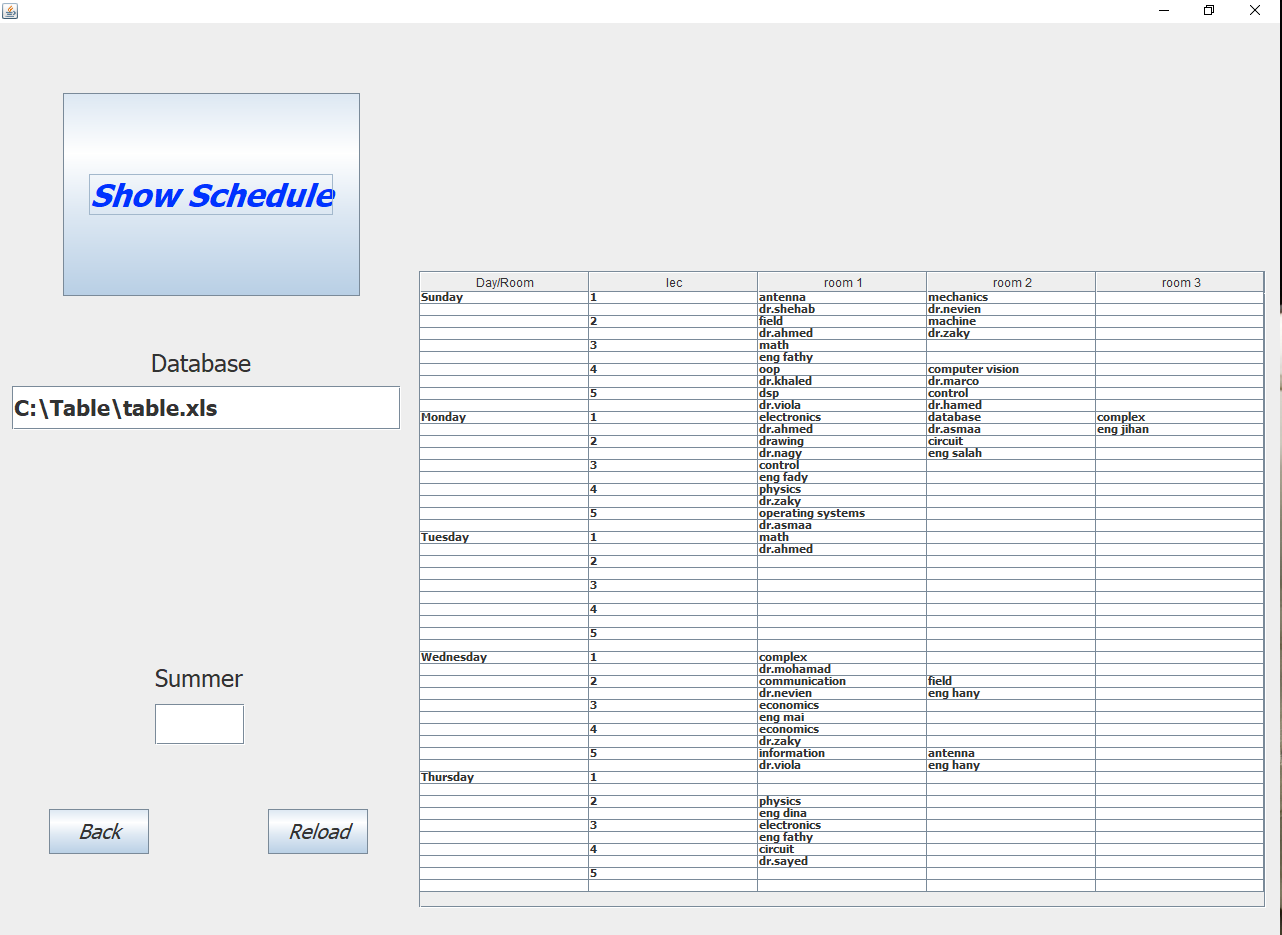 Show Schedule
Database
C:\Table\table.xls
Summer
Back
Reload
Day/Room lec room 1 room 2 room 3
Sunday 1 antenna mechanics
dr.shehab dr.nevien
2 field machine
dr.ahmed dr.zaky
3 math
eng fathy
4 oop computer vision
dr.khaled dr.marco
5 dsp control
dr.viola dr.hamed
Monday 1 electronics database complex
dr.ahmed dr.asmaa eng jihan
2 drawing circuit
dr.nagy eng salah
3 control
eng fady
4 physics
dr.zaky
5 operating systems
dr.asmaa
Tuesday 1 math
dr.ahmed
2
3
4
5
Wednesday 1 complex
dr.mohamad
2 communication field
dr.nevien eng hany
3 economics
eng mai
4 economics
dr.zaky
5 information antenna
dr.viola eng hany
Thursday 1
2 physics
eng dina
3 electronics
eng fathy
4 circuit
dr.sayed
5